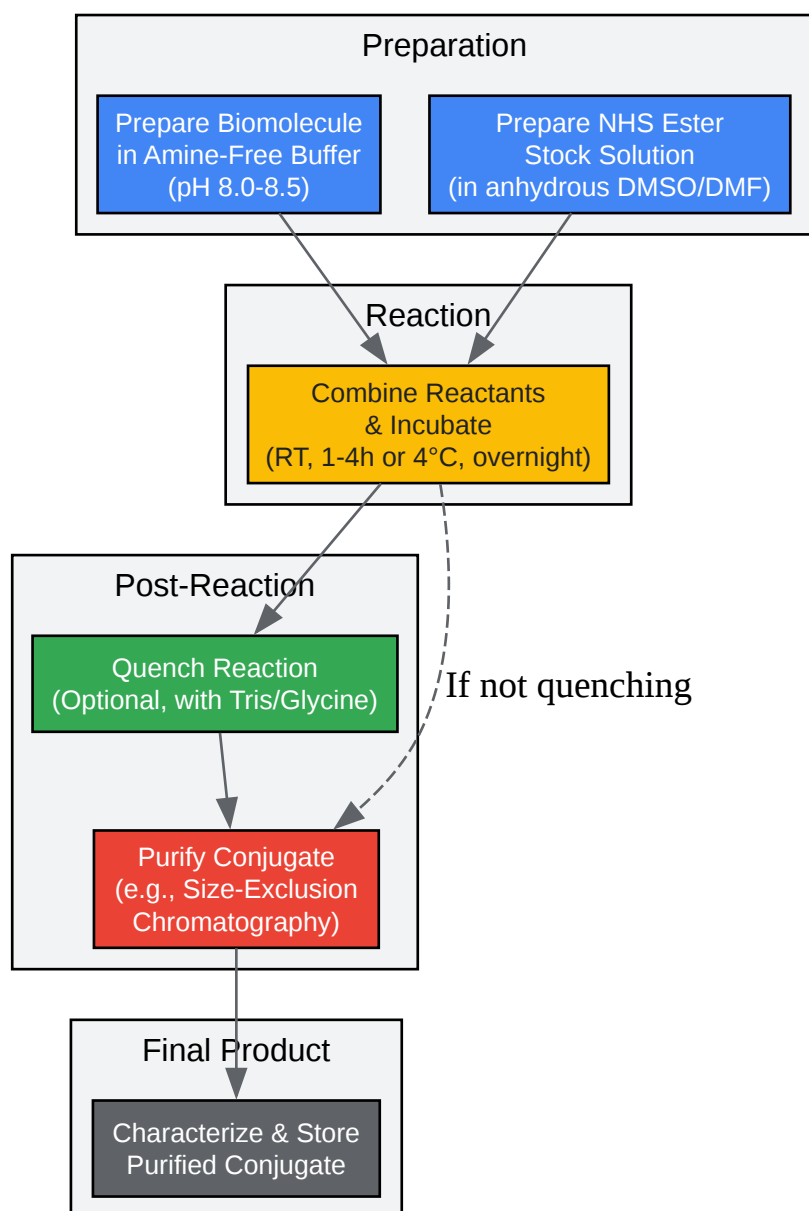 Preparation
Prepare Biomolecule
in Amine-Free Buffer
(pH 8.0-8.5)
Prepare NHS Ester
Stock Solution
(in anhydrous DMSO/DMF)
Reaction
Combine Reactants
& Incubate
(RT, 1-4h or 4°C, overnight)
Post-Reaction
Quench Reaction
(Optional, with Tris/Glycine)
If not quenching
Purify Conjugate
(e.g., Size-Exclusion
Chromatography)
Final Product
Characterize & Store
Purified Conjugate